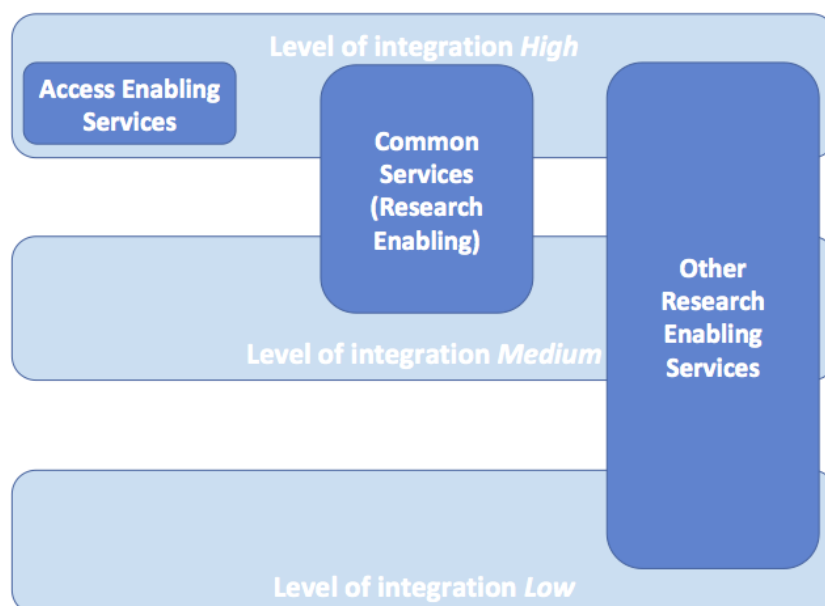 Level of integration High
Access Enabling
Services
Common
Services
(Research
Enabling)
Other
Research
Enabling
Services
Level of integration Medium
Level of integration Low